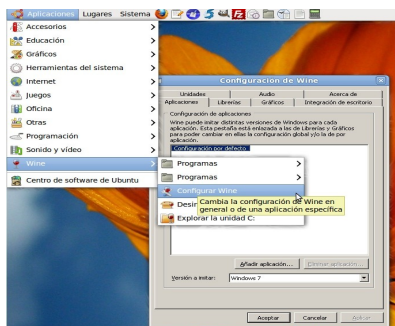 Aplicaciones Lugares Sistema
Accesorios
Educación
Gráficos
Herramientas del sistema
Internet
Juegos
Oficina
Otras
Programación
Sonido y vídeo
Wine
Centro de software de Ubuntu
Programas
Programas
Configurar Wine
Explorar la unidad C:
Cambia la configuración de Wine en
general o de una aplicación específica
Configuración de Wine
Unidades Audio Acerca de
Aplicaciones Librerías Gráficos Integración de escritorio
Configuración de aplicaciones
Wine puede imitar distintas versiones de Windows para cada
aplicación. Esta pestaña está enlazada a las de Librerías y Gráficos
para poder cambiar en ellas la configuración global y/o la de por
aplicación.
Configuración por defecto
Añadir aplicación... Eliminar aplicación...
Versión a imitar: Windows 7
Aceptar Cancelar Aplicar